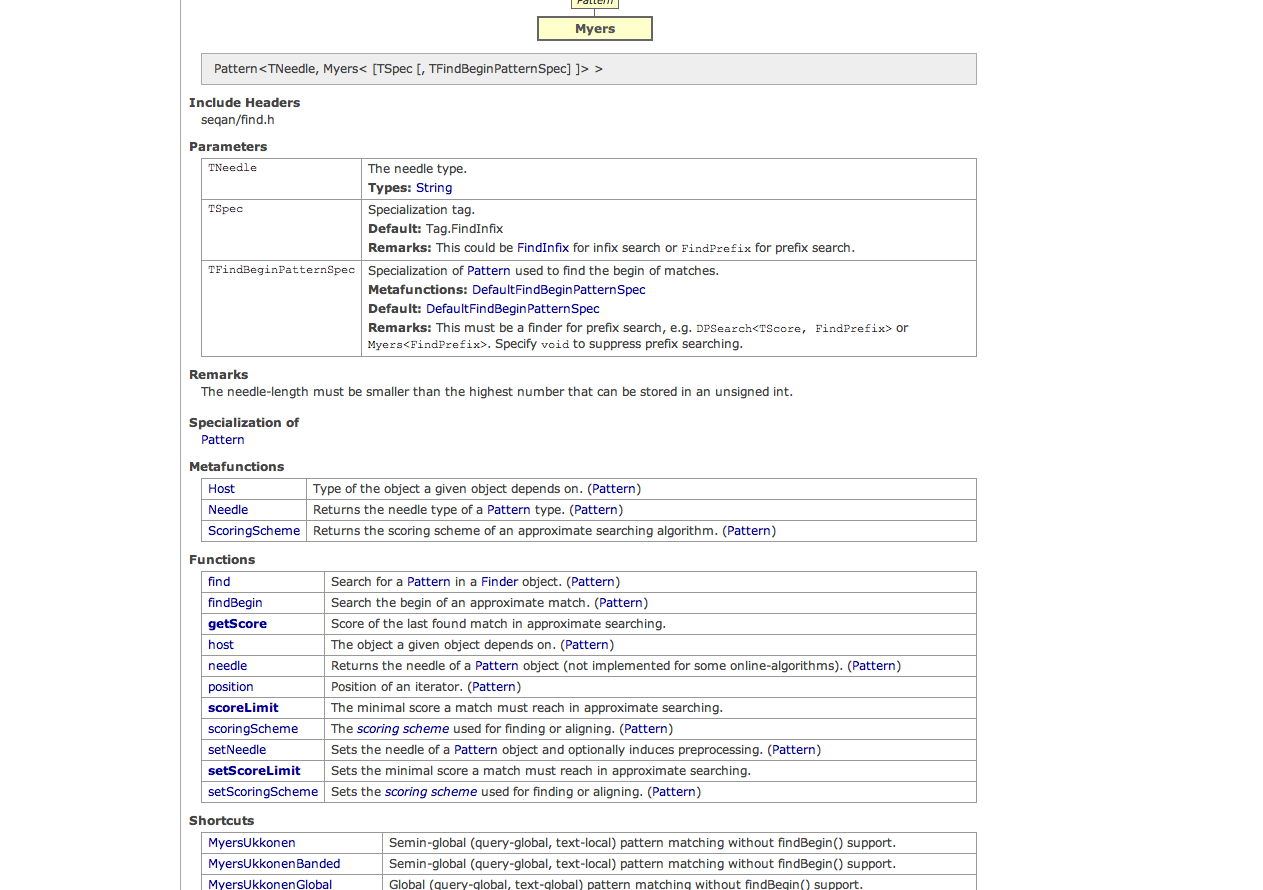 Pattern
Myers
Pattern<TNeedle, Myers< [TSpec [, TFindBeginPatternSpec] ]> >
Include Headers
seqan/find.h
Parameters
TNeedle
The needle type.
Types: String
TSpec
Specialization tag.
Default: Tag.FindInfix
Remarks: This could be FindInfix for infix search or FindPrefix for prefix search.
TFindBeginPatternSpec
Specialization of Pattern used to find the begin of matches.
Metafunctions: DefaultFindBeginPatternSpec
Default: DefaultFindBeginPatternSpec
Remarks: This must be a finder for prefix search, e.g. DPSearch<TScore, FindPrefix> or
Myers<FindPrefix>. Specify void to suppress prefix searching.
Remarks
The needle-length must be smaller than the highest number that can be stored in an unsigned int.
Specialization of
Pattern
Metafunctions
Host Type of the object a given object depends on. (Pattern)
Needle Returns the needle type of a Pattern type. (Pattern)
ScoringScheme Returns the scoring scheme of an approximate searching algorithm. (Pattern)
Functions
find Search for a Pattern in a Finder object. (Pattern)
findBegin Search the begin of an approximate match. (Pattern)
getScore Score of the last found match in approximate searching.
host The object a given object depends on. (Pattern)
needle Returns the needle of a Pattern object (not implemented for some online-algorithms). (Pattern)
position Position of an iterator. (Pattern)
scoreLimit The minimal score a match must reach in approximate searching.
scoringScheme The scoring scheme used for finding or aligning. (Pattern)
setNeedle Sets the needle of a Pattern object and optionally induces preprocessing. (Pattern)
setScoreLimit Sets the minimal score a match must reach in approximate searching.
setScoringScheme Sets the scoring scheme used for finding or aligning. (Pattern)
Shortcuts
MyersUkkonen Semin-global (query-global, text-local) pattern matching without findBegin() support.
MyersUkkonenBanded Semin-global (query-global, text-local) pattern matching without findBegin() support.
MyersUkkonenGlobal Global (query-global, text-global) pattern matching without findBegin() support.